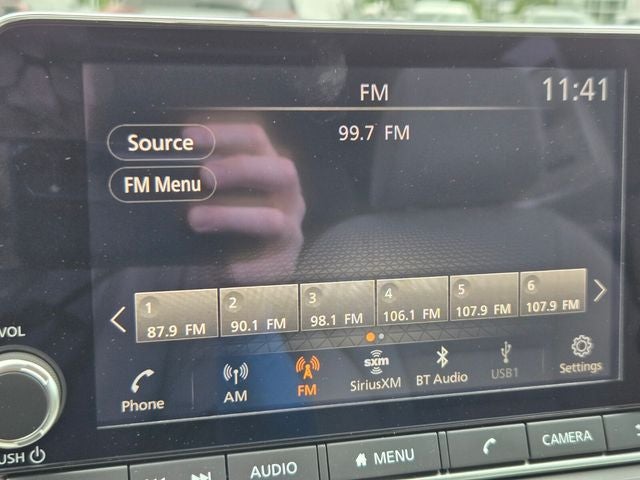 FM
11:41
99.7 FM
Source
FM Menu
1
2
3
4
5
6
87.9 FM
90.1 FM
98.1 FM
106.1 FM
107.9 FM
107.9 FM
VOL
Phone
AM
FM
sxm
SiriusXM
BT Audio
USB1
Settings
PUSH
AUDIO
MENU
CAMERA